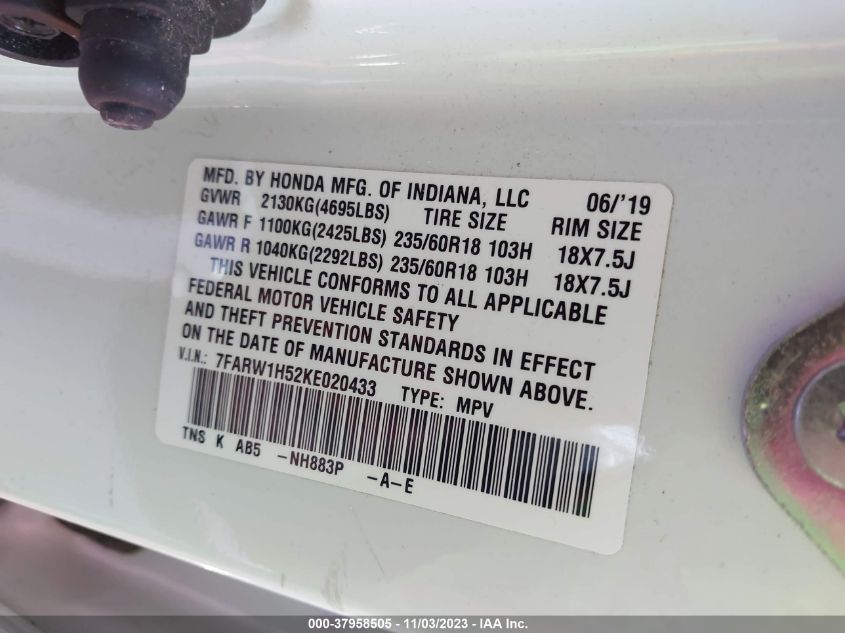 MFD. BY HONDA MFG. OF INDIANA, LLC 06/'19
GVWR 2130KG(4695LBS) TIRE SIZE RIM SIZE
GAWR F 1100KG(2425LBS) 235/60R18 103H 18X7.5J
GAWR R 1040KG(2292LBS) 235/60R18 103H 18X7.5J
THIS VEHICLE CONFORMS TO ALL APPLICABLE
FEDERAL MOTOR VEHICLE SAFETY
AND THEFT PREVENTION STANDARDS IN EFFECT
ON THE DATE OF MANUFACTURE SHOWN ABOVE.
V.I.N.: 7FARW1H52KE020433 TYPE: MPV
TNS K AB5 -NH883P -A-E
000-37958505 - 11/03/2023 - IAA Inc.